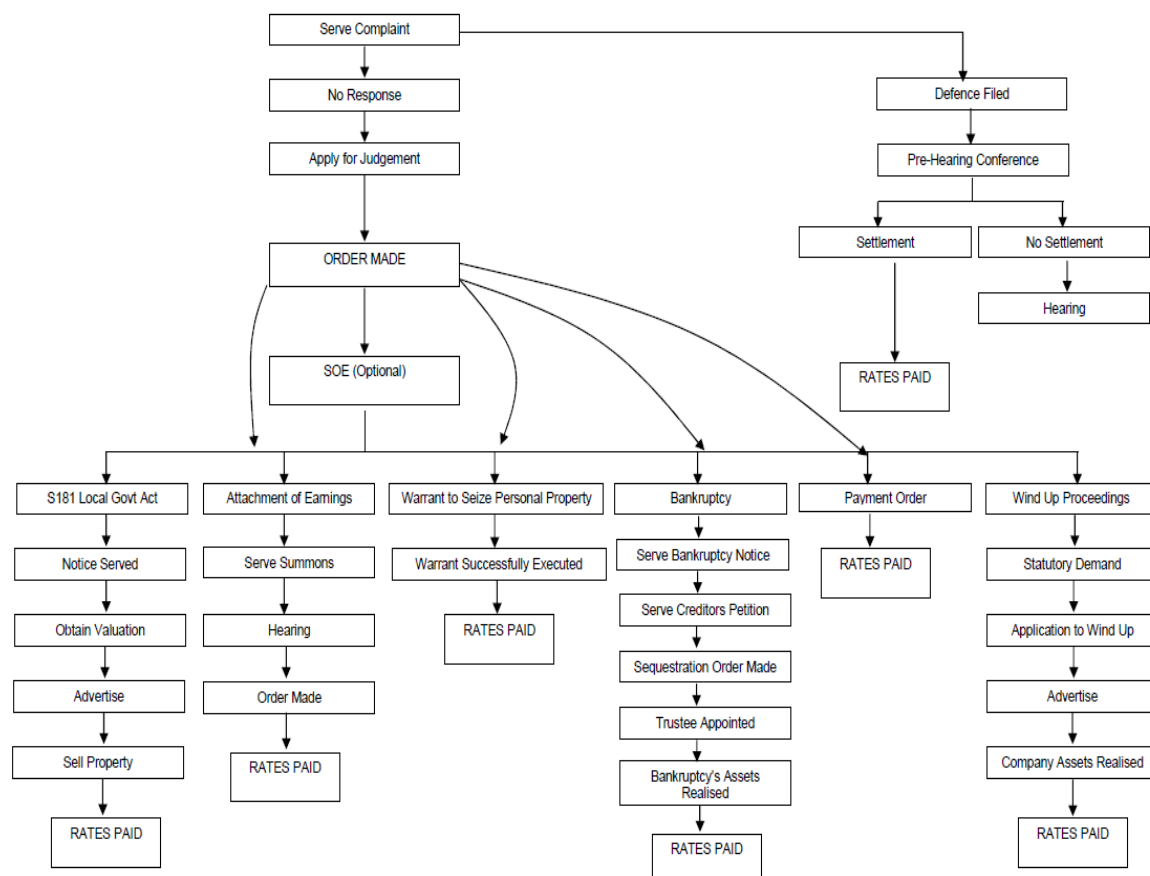 Serve Complaint
No Response
Defence Filed
Apply for Judgement
Pre-Hearing Conference
ORDER MADE
Settlement
No Settlement
Hearing
SOE (Optional)
RATES PAID
S181 Local Govt Act
Attachment of Earnings
Warrant to Seize Personal Property
Bankruptcy
Payment Order
Wind Up Proceedings
Notice Served
Serve Summons
Warrant Successfully Executed
Serve Bankruptcy Notice
RATES PAID
Statutory Demand
Obtain Valuation
Hearing
RATES PAID
Serve Creditors Petition
Application to Wind Up
Advertise
Order Made
Sequestration Order Made
Advertise
Sell Property
RATES PAID
Trustee Appointed
Company Assets Realised
Bankruptcy's Assets
Realised
RATES PAID
RATES PAID
RATES PAID